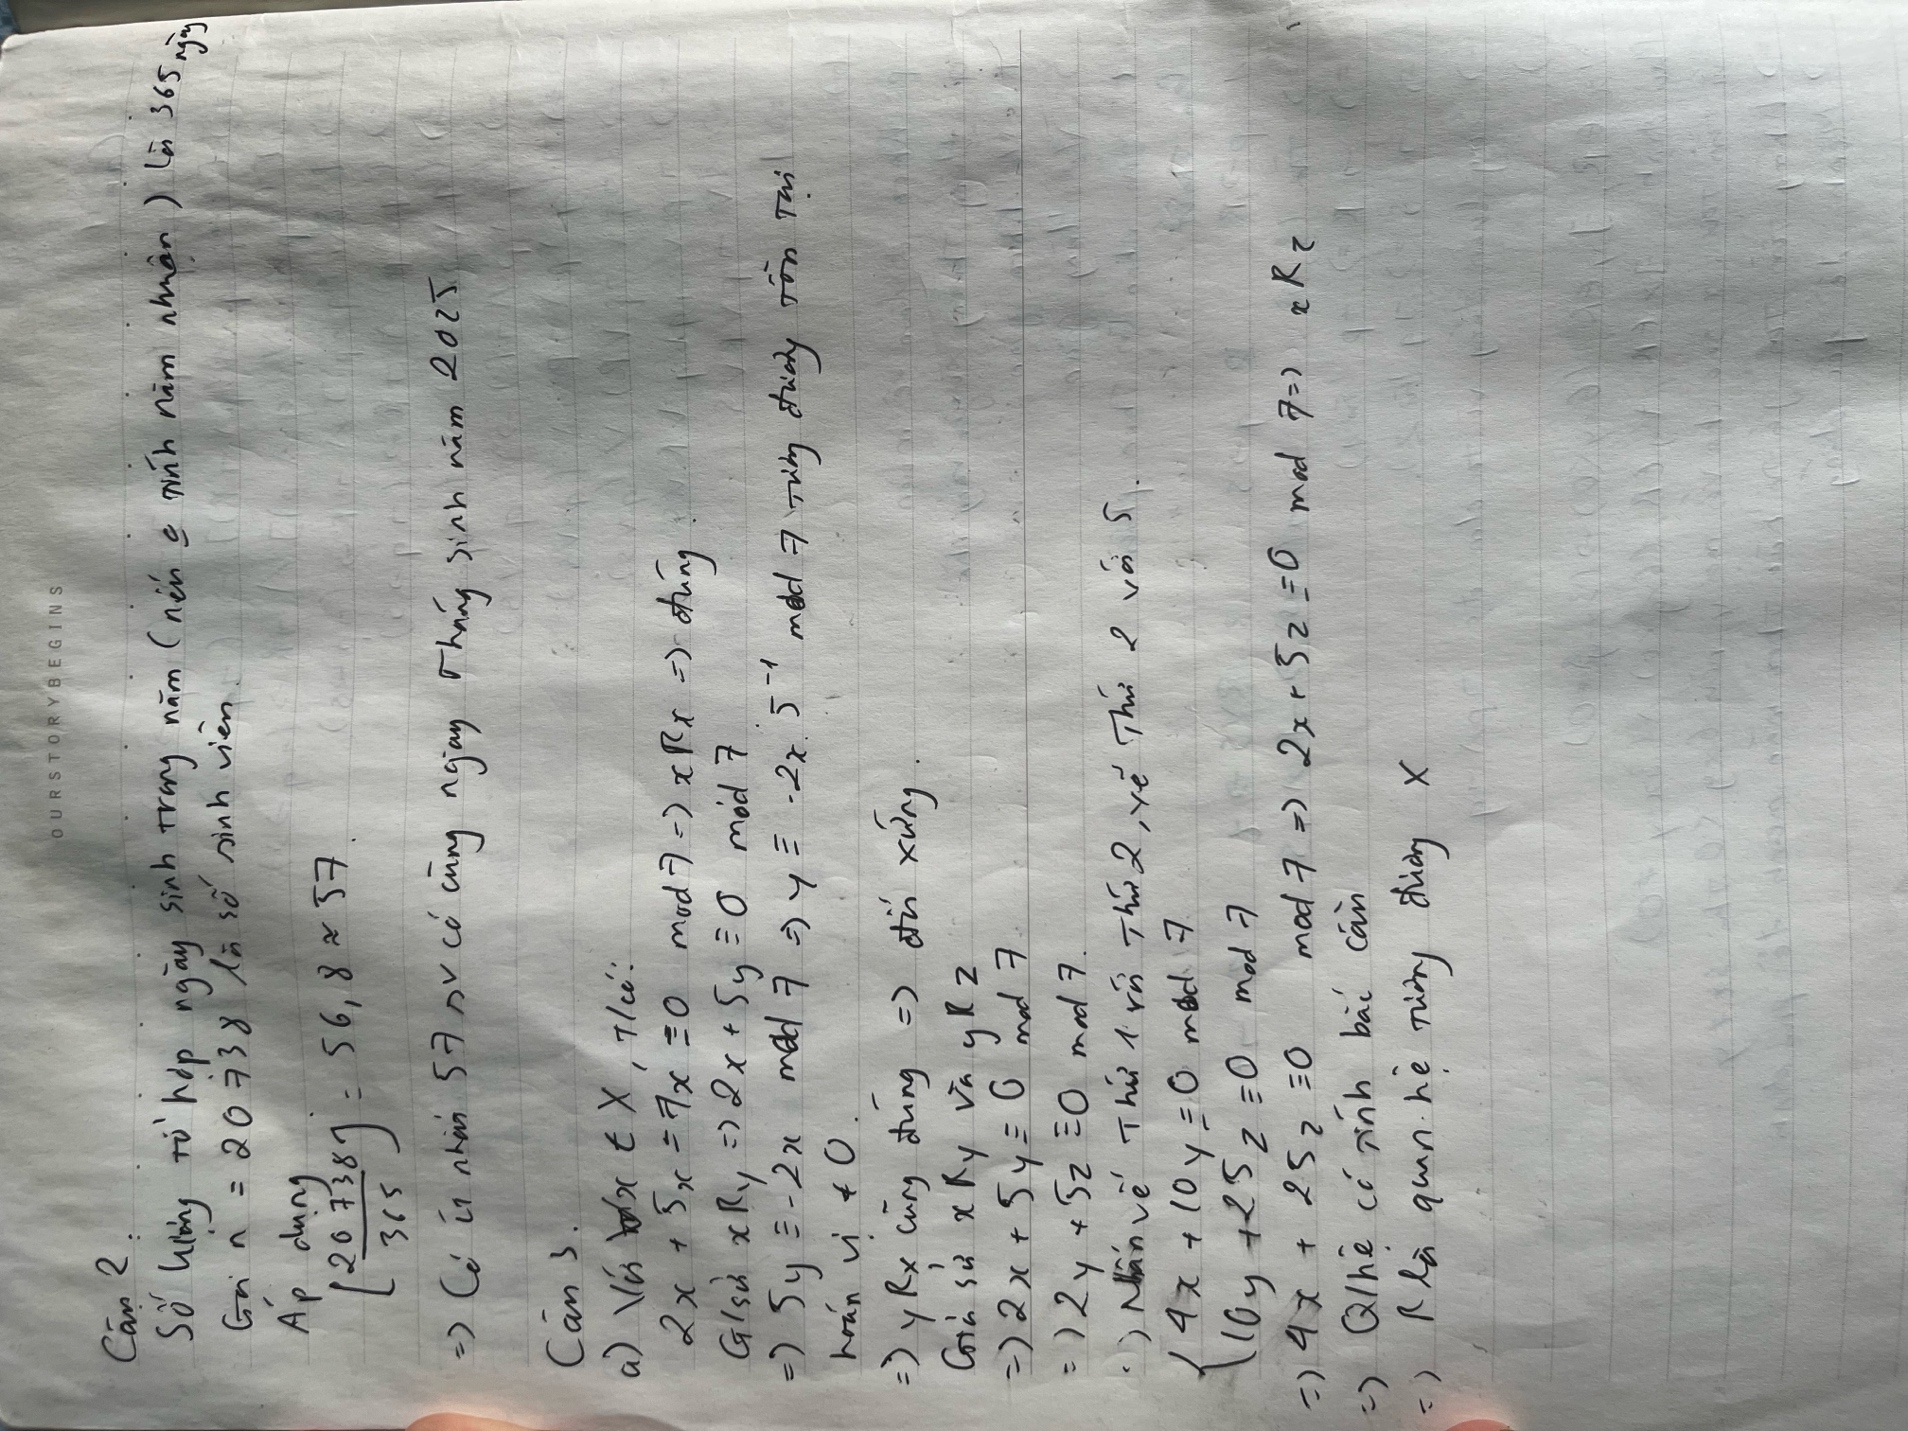 OURSTORYBEGINS
Câu 2 :
Số lượng tổ hợp ngày sinh trong năm (nếu o tính năm nhuận) là 365 ngày
Gọi n = 20738 là số sinh viên
Áp dụng
[20738/365] = 56,8 ≈ 57.
=) Có ít nhất 57 sv có cùng ngày tháng sinh năm 2025
Câu 3.
a) Với x ∈ X, T/có:
2x + 5x = 7x ≡ 0 mod 7 =) xRx =) đúng
G/sử xRy =) 2x + 5y ≡ 0 mod 7
=) 5y ≡ -2x mod 7 =) y ≡ -2x. 5⁻¹ mod 7 tương đương tồn tại
hoán vị ≠ 0.
=) yRx cũng đúng =) đối xứng.
Giả sử xRy và yRz
=) 2x + 5y ≡ 0 mod 7
=) 2y + 5z ≡ 0 mod 7.
=) Nhân vế thứ 1 với thứ 2, vế thứ 2 với 5.
{ 4x + 10y ≡ 0 mod 7
10y + 25z ≡ 0 mod 7
=) 4x + 25z ≡ 0 mod 7 =) 2x + 5z ≡ 0 mod 7 =) xRz
=) Q/hệ có tính bắc cầu
=) R là quan hệ tương đương X